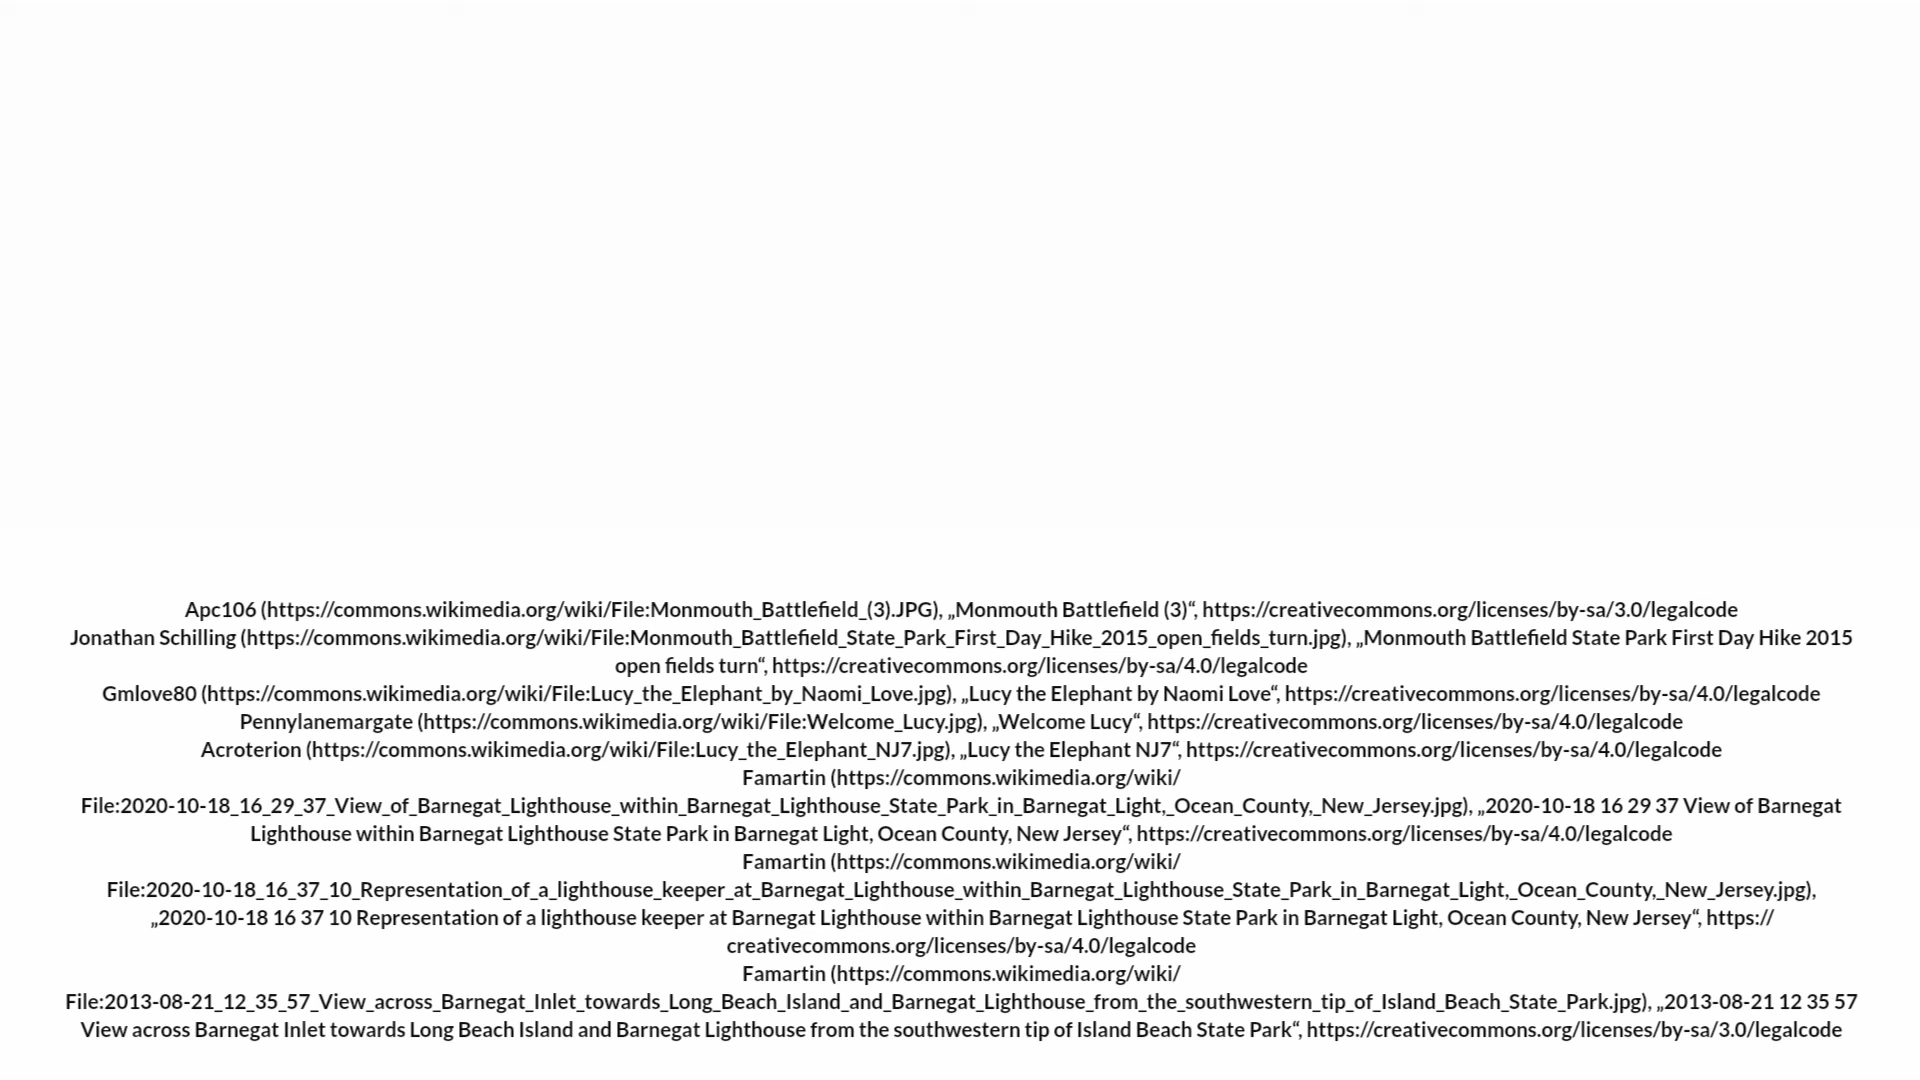 Apc106 (https://commons.wikimedia.org/wiki/File:Monmouth_Battlefield_(3).JPG), „Monmouth Battlefield (3)“, https://creativecommons.org/licenses/by-sa/3.0/legalcode
Jonathan Schilling (https://commons.wikimedia.org/wiki/File:Monmouth_Battlefield_State_Park_First_Day_Hike_2015_open_fields_turn.jpg), „Monmouth Battlefield State Park First Day Hike 2015
open fields turn“, https://creativecommons.org/licenses/by-sa/4.0/legalcode
Gmlove80 (https://commons.wikimedia.org/wiki/File:Lucy_the_Elephant_by_Naomi_Love.jpg), „Lucy the Elephant by Naomi Love“, https://creativecommons.org/licenses/by-sa/4.0/legalcode
Pennylanemargate (https://commons.wikimedia.org/wiki/File:Welcome_Lucy.jpg), „Welcome Lucy“, https://creativecommons.org/licenses/by-sa/4.0/legalcode
Acroterion (https://commons.wikimedia.org/wiki/File:Lucy_the_Elephant_NJ7.jpg), „Lucy the Elephant NJ7“, https://creativecommons.org/licenses/by-sa/4.0/legalcode
Famartin (https://commons.wikimedia.org/wiki/
File:2020-10-18_16_29_37_View_of_Barnegat_Lighthouse_within_Barnegat_Lighthouse_State_Park_in_Barnegat_Light,_Ocean_County,_New_Jersey.jpg), „2020-10-18 16 29 37 View of Barnegat
Lighthouse within Barnegat Lighthouse State Park in Barnegat Light, Ocean County, New Jersey“, https://creativecommons.org/licenses/by-sa/4.0/legalcode
Famartin (https://commons.wikimedia.org/wiki/
File:2020-10-18_16_37_10_Representation_of_a_lighthouse_keeper_at_Barnegat_Lighthouse_within_Barnegat_Lighthouse_State_Park_in_Barnegat_Light,_Ocean_County,_New_Jersey.jpg),
„2020-10-18 16 37 10 Representation of a lighthouse keeper at Barnegat Lighthouse within Barnegat Lighthouse State Park in Barnegat Light, Ocean County, New Jersey“, https://
creativecommons.org/licenses/by-sa/4.0/legalcode
Famartin (https://commons.wikimedia.org/wiki/
File:2013-08-21_12_35_57_View_across_Barnegat_Inlet_towards_Long_Beach_Island_and_Barnegat_Lighthouse_from_the_southwestern_tip_of_Island_Beach_State_Park.jpg), „2013-08-21 12 35 57
View across Barnegat Inlet towards Long Beach Island and Barnegat Lighthouse from the southwestern tip of Island Beach State Park“, https://creativecommons.org/licenses/by-sa/3.0/legalcode